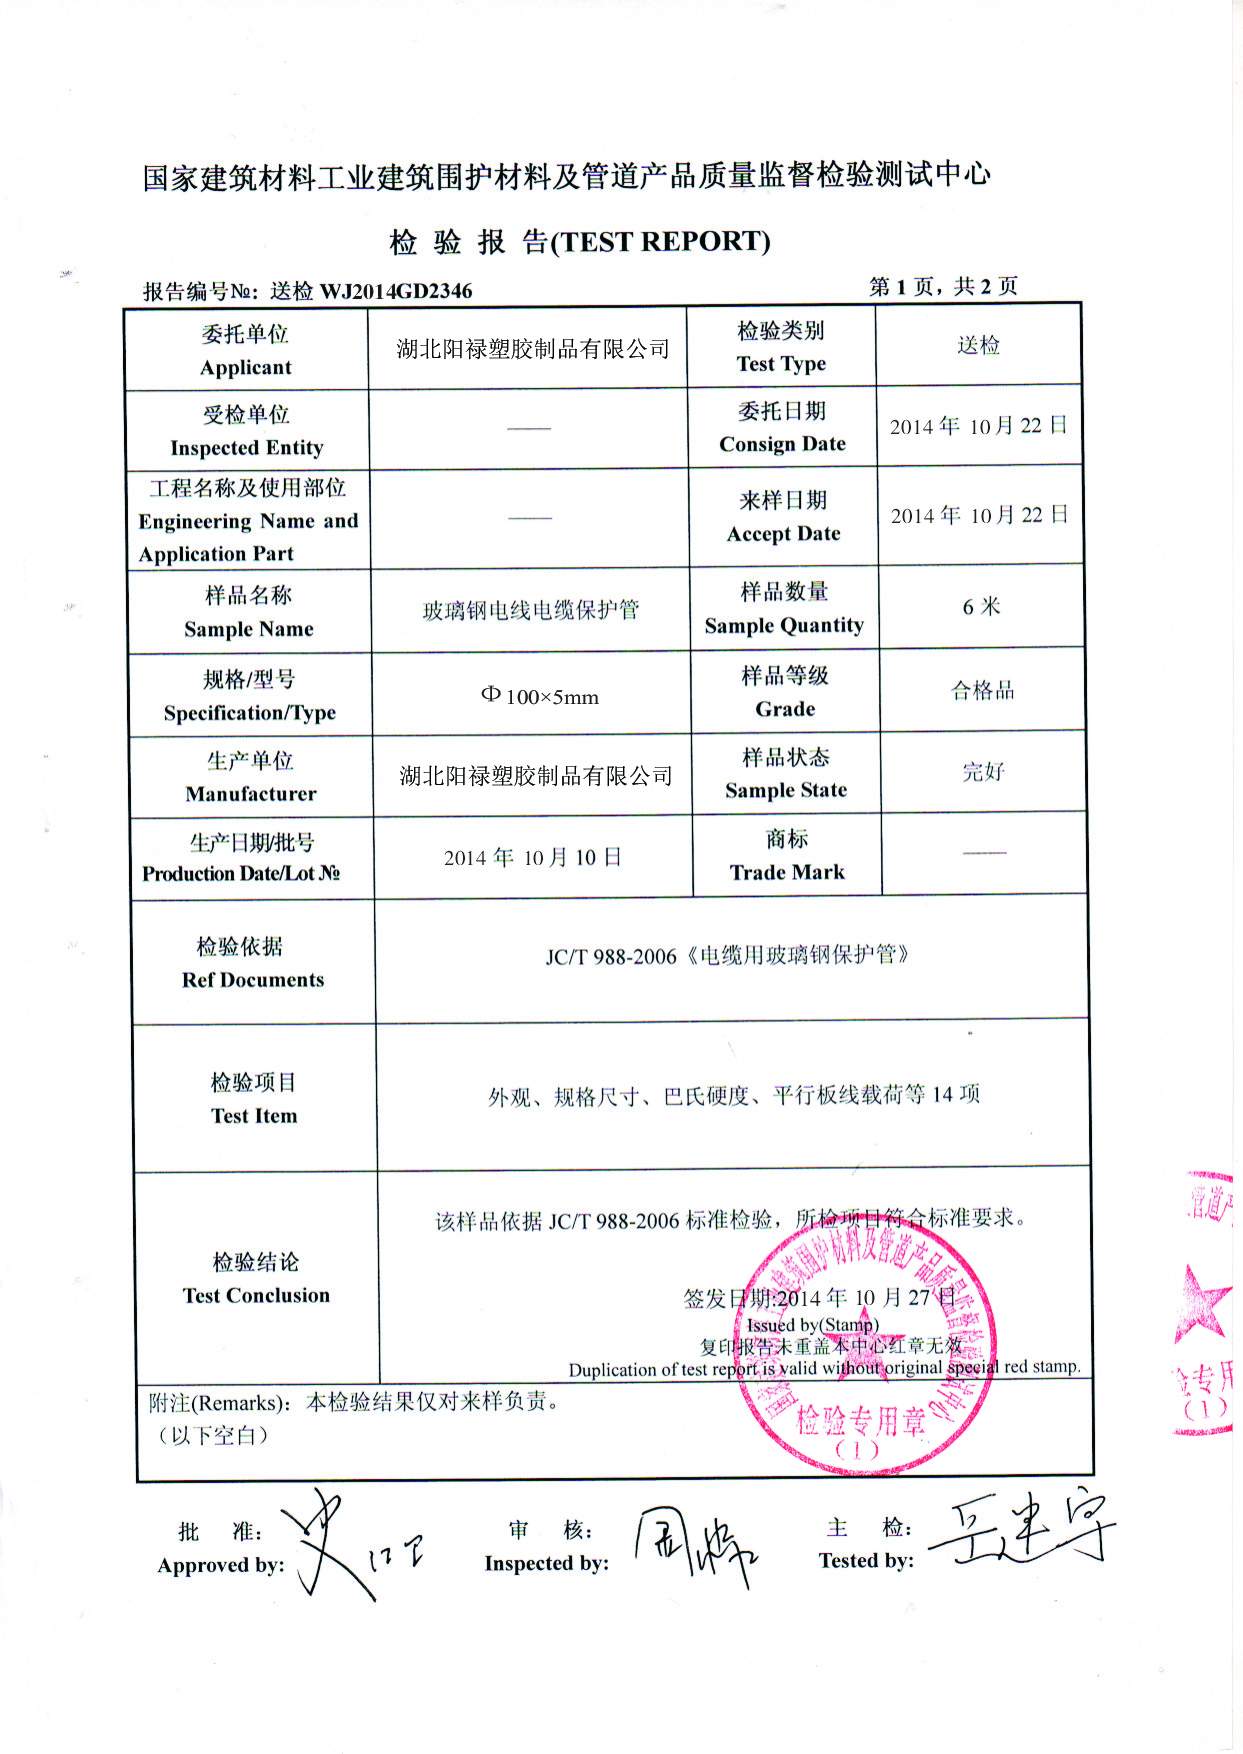 国家建筑材料工业建筑围护材料及管道产品质量监督检验测试中心
检 验 报 告(TEST REPORT)
报告编号№: 送检 WJ2014GD2346
第 1 页, 共 2 页
委托单位
Applicant
湖北阳禄塑胶制品有限公司
检验类别
Test Type
送检
受检单位
Inspected Entity
——
委托日期
Consign Date
2014 年 10 月 22 日
工程名称及使用部位
Engineering Name and
Application Part
——
来样日期
Accept Date
2014 年 10 月 22 日
样品名称
Sample Name
玻璃钢电线电缆保护管
样品数量
Sample Quantity
6 米
规格/型号
Specification/Type
Φ100×5mm
样品等级
Grade
合格品
生产单位
Manufacturer
湖北阳禄塑胶制品有限公司
样品状态
Sample State
完好
生产日期/批号
Production Date/Lot №
2014 年 10 月 10 日
商标
Trade Mark
——
检验依据
Ref Documents
JC/T 988-2006《电缆用玻璃钢保护管》
检验项目
Test Item
外观、规格尺寸、巴氏硬度、平行板线载荷等 14 项
检验结论
Test Conclusion
该样品依据 JC/T 988-2006 标准检验，所检项目符合标准要求。
签发日期:2014 年 10 月 27 日
Issued by(Stamp)
复印报告未重盖本中心红章无效
Duplication of test report is valid without original special red stamp.
国家建筑材料工业建筑围护材料及管道产品质量监督检验测试中心
检验专用章
(1)
附注(Remarks)：本检验结果仅对来样负责。
（以下空白）
管道产
检专用
(1)
批 准:
Approved by:
审 核:
Inspected by:
主 检:
Tested by: